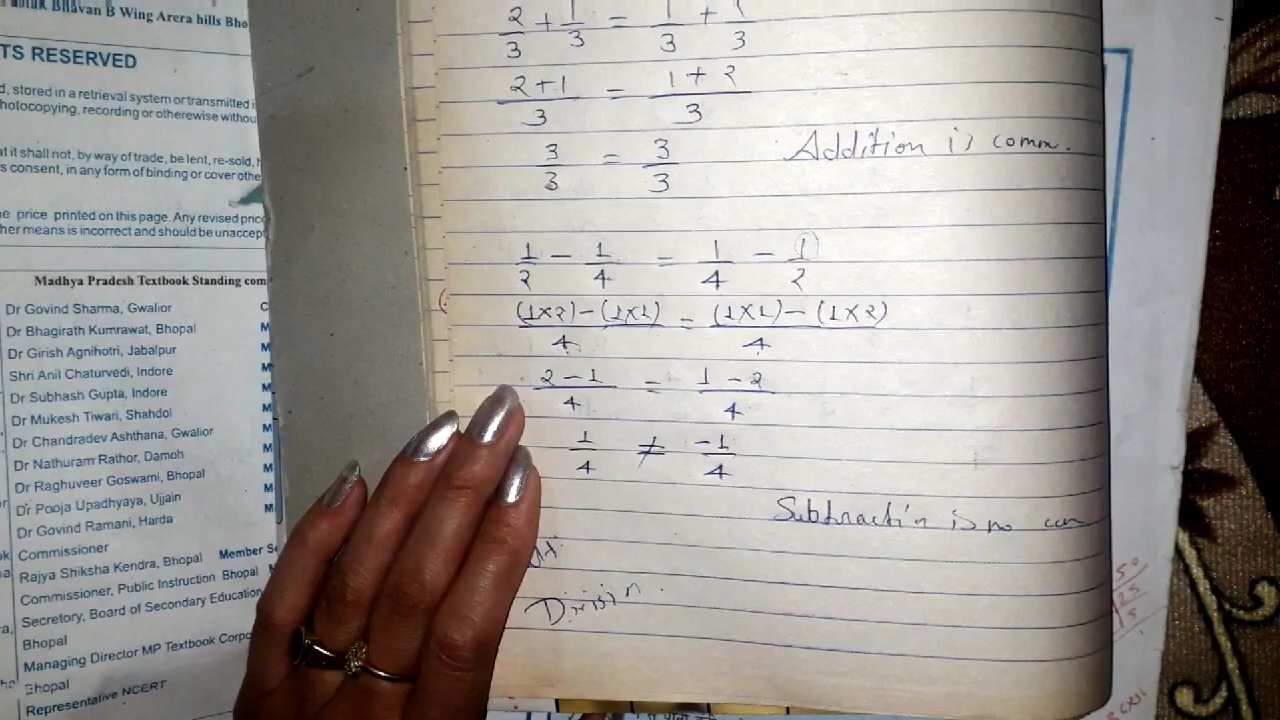 Bhavan B Wing Arera hills Bho
TS RESERVED
d, stored in a retrieval system or transmitted i
hotocopying, recording or otherewise withou
at it shall not, by way of trade, be lent, re-sold, h
s consent, in any form of binding or cover othe
e price printed on this page. Any revised pric
her means is incorrect and should be unaccept
Madhya Pradesh Textbook Standing com
Dr Govind Sharma, Gwalior
Dr Bhagirath Kumrawat, Bhopal
Dr Girish Agnihotri, Jabalpur
Shri Anil Chaturvedi, Indore
Dr Subhash Gupta, Indore
Dr Mukesh Tiwari, Shahdol
Dr Chandradev Ashthana, Gwalior
Dr Nathuram Rathor, Damoh
Dr Raghuveer Goswami, Bhopal
Dr Pooja Upadhyaya, Ujjain
Dr Govind Ramani, Harda
Commissioner
Rajya Shiksha Kendra, Bhopal Member Se
Commissioner, Public Instruction Bhopal
Secretary, Board of Secondary Education
Bhopal
Managing Director MP Textbook Corpo
Bhopal
Representative NCERT
2/3 + 1/3 = 1/3 +
(2+1)/3 = (1+2)/3
3/3 = 3/3 Addition is comm.
1/2 - 1/4 = 1/4 - 1/2
((1×2)-(1×1))/4 = ((1×1)-(1×2))/4
(2-1)/4 = (1-2)/4
1/4 ≠ -1/4
Subtraction is no com
Division.
50
25